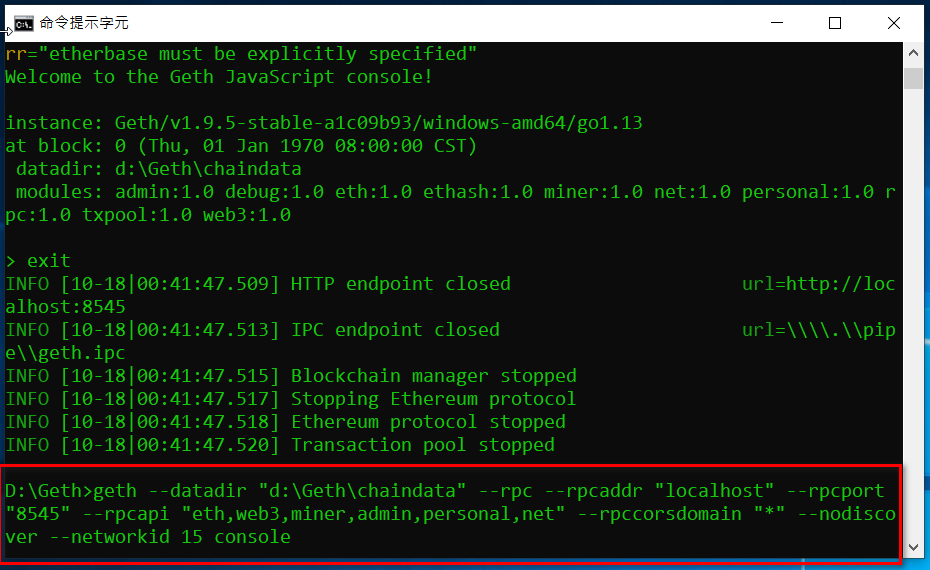 命令提示字元
rr="etherbase must be explicitly specified"
Welcome to the Geth JavaScript console!
instance: Geth/v1.9.5-stable-a1c09b93/windows-amd64/go1.13
at block: 0 (Thu, 01 Jan 1970 08:00:00 CST)
 datadir: d:\Geth\chaindata
 modules: admin:1.0 debug:1.0 eth:1.0 ethash:1.0 miner:1.0 net:1.0 personal:1.0 r
pc:1.0 txpool:1.0 web3:1.0
> exit
INFO [10-18|00:41:47.509] HTTP endpoint closed                     url=http://loc
alhost:8545
INFO [10-18|00:41:47.513] IPC endpoint closed                      url=\\\\.\\pip
e\\geth.ipc
INFO [10-18|00:41:47.515] Blockchain manager stopped
INFO [10-18|00:41:47.517] Stopping Ethereum protocol
INFO [10-18|00:41:47.518] Ethereum protocol stopped
INFO [10-18|00:41:47.520] Transaction pool stopped
D:\Geth>geth --datadir "d:\Geth\chaindata" --rpc --rpcaddr "localhost" --rpcport
"8545" --rpcapi "eth,web3,miner,admin,personal,net" --rpccorsdomain "*" --nodisco
ver --networkid 15 console